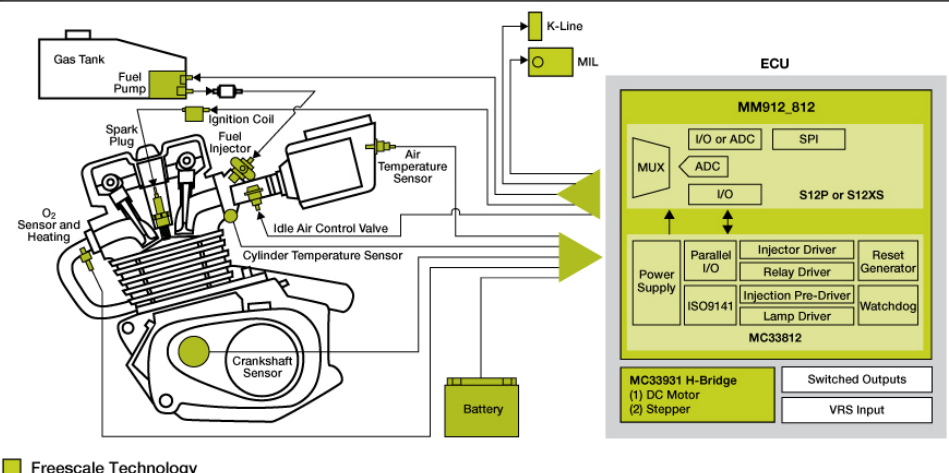 K-Line
MIL
Gas Tank
Fuel
Pump
Ignition Coil
Spark
Plug
Fuel
Injector
Air
Temperature
Sensor
O2
Sensor and
Heating
Idle Air Control Valve
Cylinder Temperature Sensor
Crankshaft
Sensor
Battery
ECU
MM912_812
MUX
I/O or ADC
SPI
ADC
I/O
S12P or S12XS
Power
Supply
Parallel
I/O
ISO9141
Injector Driver
Relay Driver
Injection Pre-Driver
Lamp Driver
Reset
Generator
Watchdog
MC33812
MC33931 H-Bridge
(1) DC Motor
(2) Stepper
Switched Outputs
VRS Input
Freescale Technology